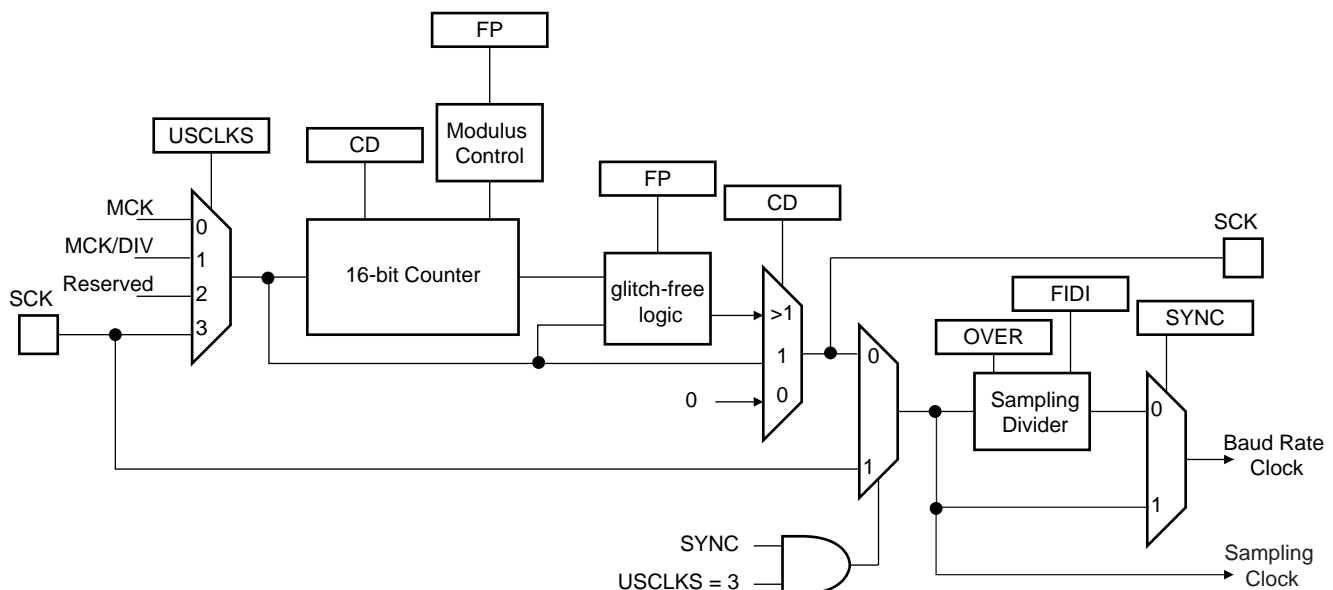 FP
USCLKS
CD
Modulus
Control
FP
CD
MCK
0
MCK/DIV
1
Reserved
2
SCK
3
16-bit Counter
glitch-free
logic
>1
1
0
0
SCK
FIDI
OVER
SYNC
0
1
Sampling
Divider
0
1
Baud Rate
Clock
SYNC
USCLKS = 3
Sampling
Clock